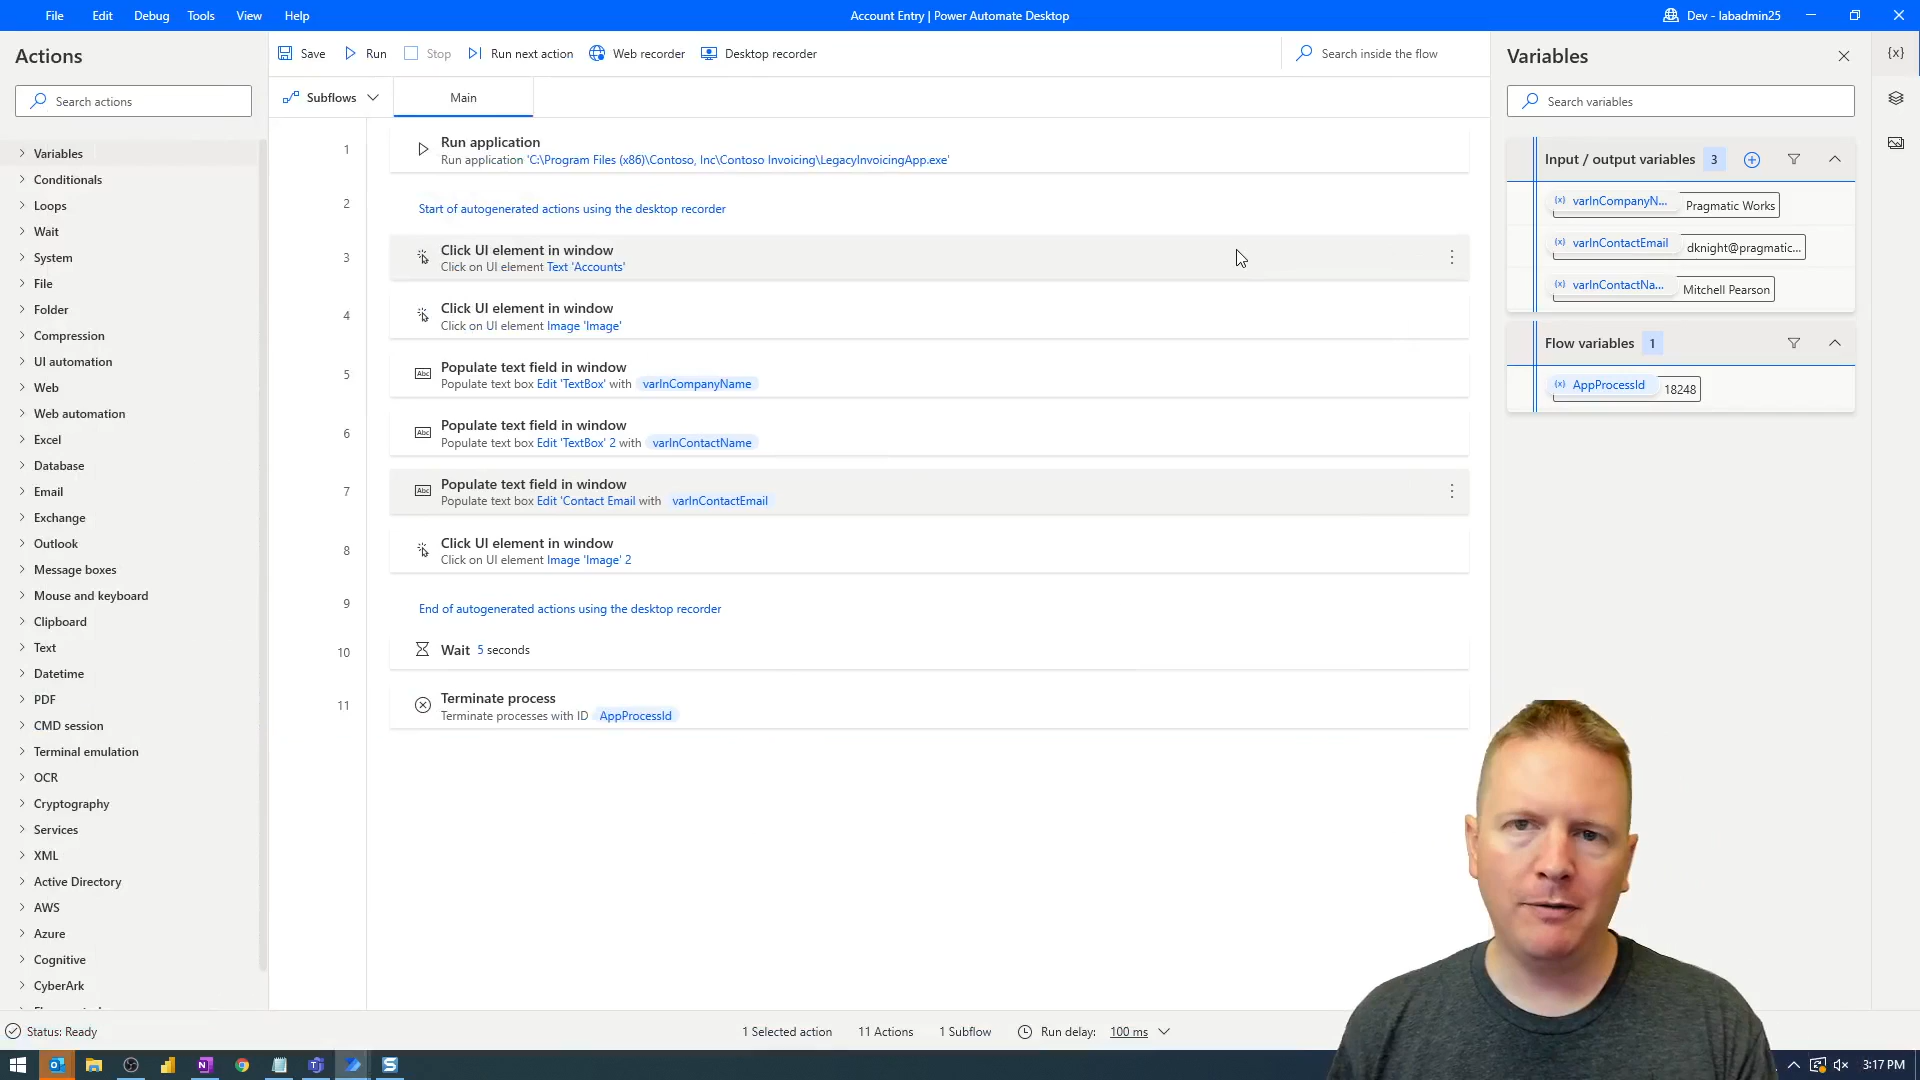 File Edit Debug Tools View Help
Account Entry | Power Automate Desktop
Dev - labadmin25
Actions
Search actions
Variables
Conditionals
Loops
Wait
System
File
Folder
Compression
UI automation
Web
Web automation
Excel
Database
Email
Exchange
Outlook
Message boxes
Mouse and keyboard
Clipboard
Text
Datetime
PDF
CMD session
Terminal emulation
OCR
Cryptography
Services
XML
Active Directory
AWS
Azure
Cognitive
CyberArk
Save Run Stop Run next action Web recorder Desktop recorder
Search inside the flow
Subflows Main
1
Run application
Run application 'C:\Program Files (x86)\Contoso, Inc\Contoso Invoicing\LegacyInvoicingApp.exe'
2
Start of autogenerated actions using the desktop recorder
3
Click UI element in window
Click on UI element Text 'Accounts'
4
Click UI element in window
Click on UI element Image 'Image'
5
Populate text field in window
Populate text box Edit 'TextBox' with varInCompanyName
6
Populate text field in window
Populate text box Edit 'TextBox' 2 with varInContactName
7
Populate text field in window
Populate text box Edit 'Contact Email with varInContactEmail
8
Click UI element in window
Click on UI element Image 'Image' 2
9
End of autogenerated actions using the desktop recorder
10
Wait 5 seconds
11
Terminate process
Terminate processes with ID AppProcessId
Variables
{x}
Search variables
Input / output variables 3
(x) varInCompanyN... Pragmatic Works
(x) varInContactEmail dknight@pragmatic...
(x) varInContactNa... Mitchell Pearson
Flow variables 1
(x) AppProcessId 18248
Status: Ready
1 Selected action 11 Actions 1 Subflow Run delay: 100 ms
3:17 PM